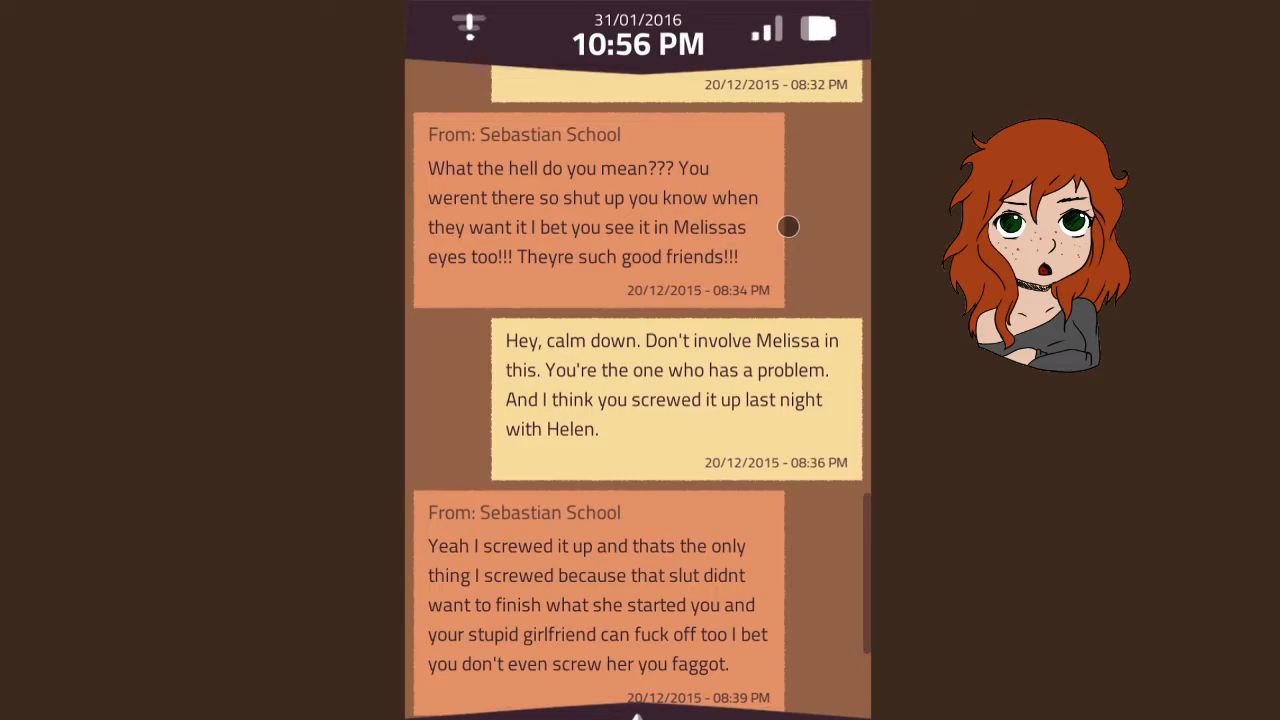 31/01/2016
10:56 PM
20/12/2015 - 08:32 PM
From: Sebastian School
What the hell do you mean??? You
werent there so shut up you know when
they want it I bet you see it in Melissas
eyes too!!! Theyre such good friends!!!
20/12/2015 - 08:34 PM
Hey, calm down. Don't involve Melissa in
this. You're the one who has a problem.
And I think you screwed it up last night
with Helen.
20/12/2015 - 08:36 PM
From: Sebastian School
Yeah I screwed it up and thats the only
thing I screwed because that slut didnt
want to finish what she started you and
your stupid girlfriend can fuck off too I bet
you don't even screw her you faggot.
20/12/2015 - 08:39 PM